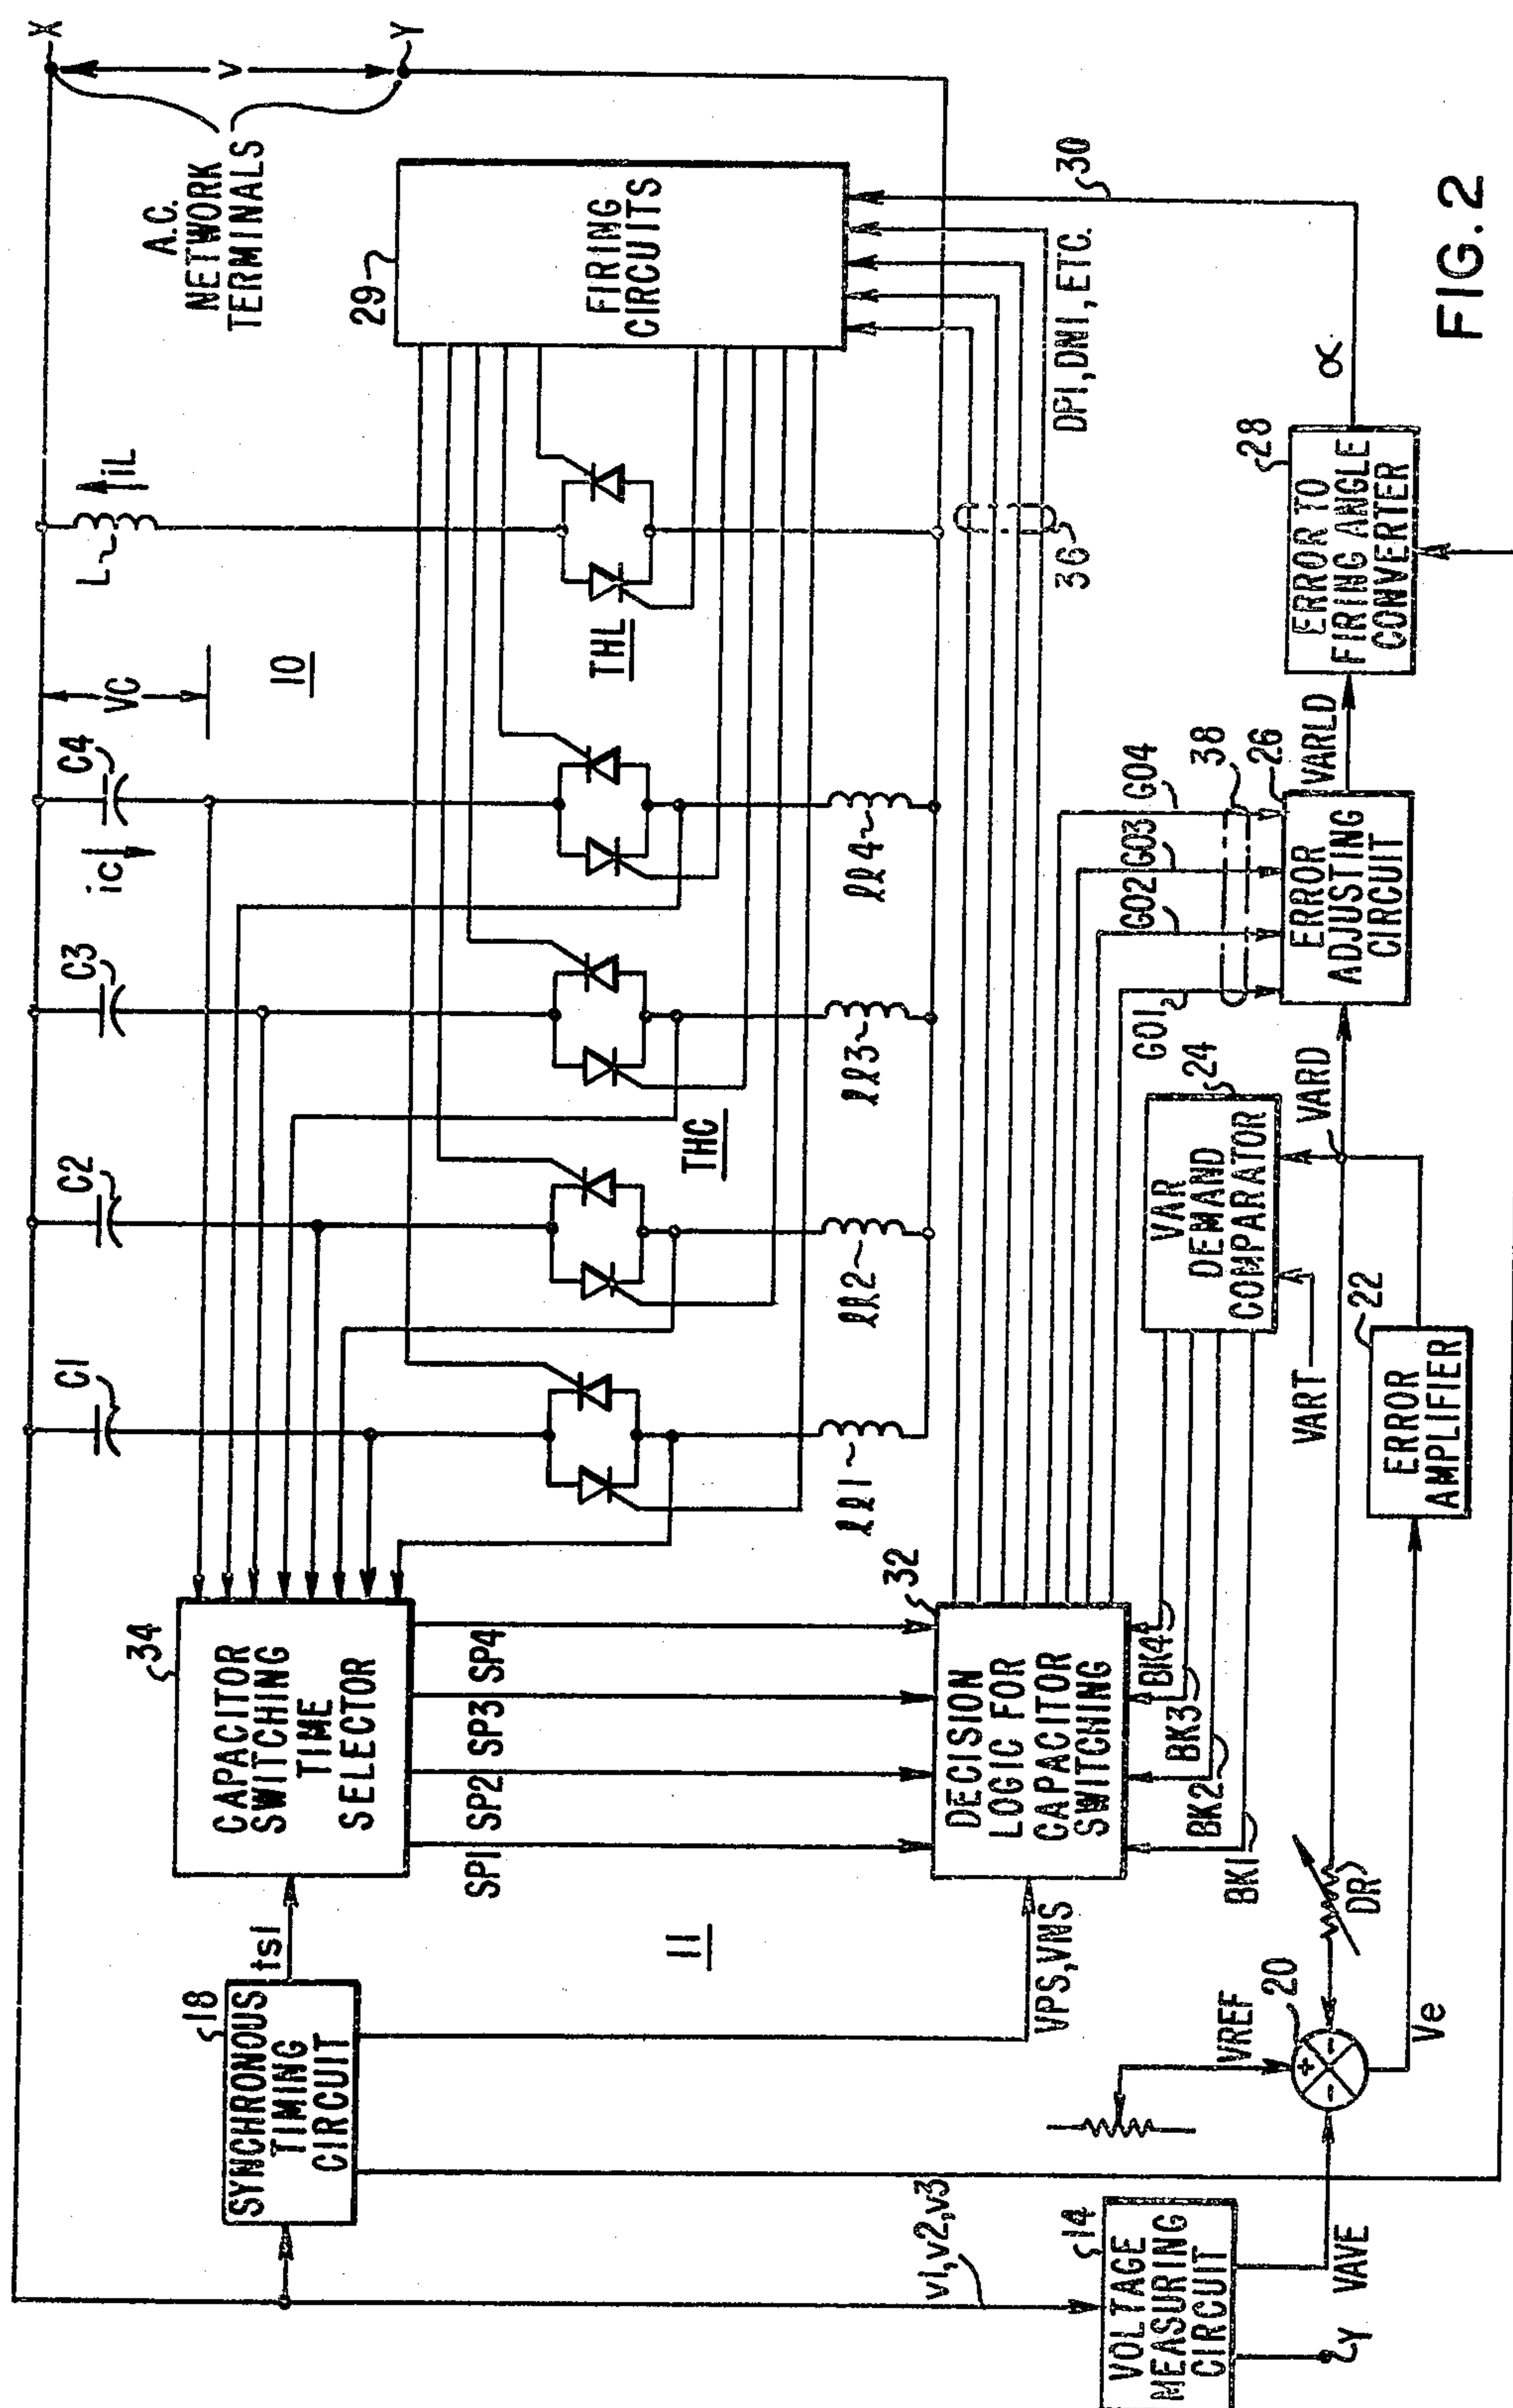 X
V
Y
A.C.
NETWORK
TERMINALS
29
FIRING
CIRCUITS
L
iL
VC
10
THL
C4
ic
C3
C2
C1
THC
ll4
ll3
ll2
ll1
34
CAPACITOR
SWITCHING
TIME
SELECTOR
SP1
SP2
SP3
SP4
18
SYNCHRONOUS
TIMING
CIRCUIT
tsl
11
VPS,VNS
32
DECISION
LOGIC FOR
CAPACITOR
SWITCHING
BK4
BK3
BK2
BK1
36
DP1,DN1,ETC.
30
GO1
GO2
GO3
GO4
38
24
VAR
DEMAND
COMPARATOR
VART
VARD
26
ERROR
ADJUSTING
CIRCUIT
VARLD
28
ERROR TO
FIRING ANGLE
CONVERTER
α
22
ERROR
AMPLIFIER
DR
20
+
-
-
VREF
Ve
v1,v2,v3
14
VOLTAGE
MEASURING
CIRCUIT
VAVE
Y
FIG. 2